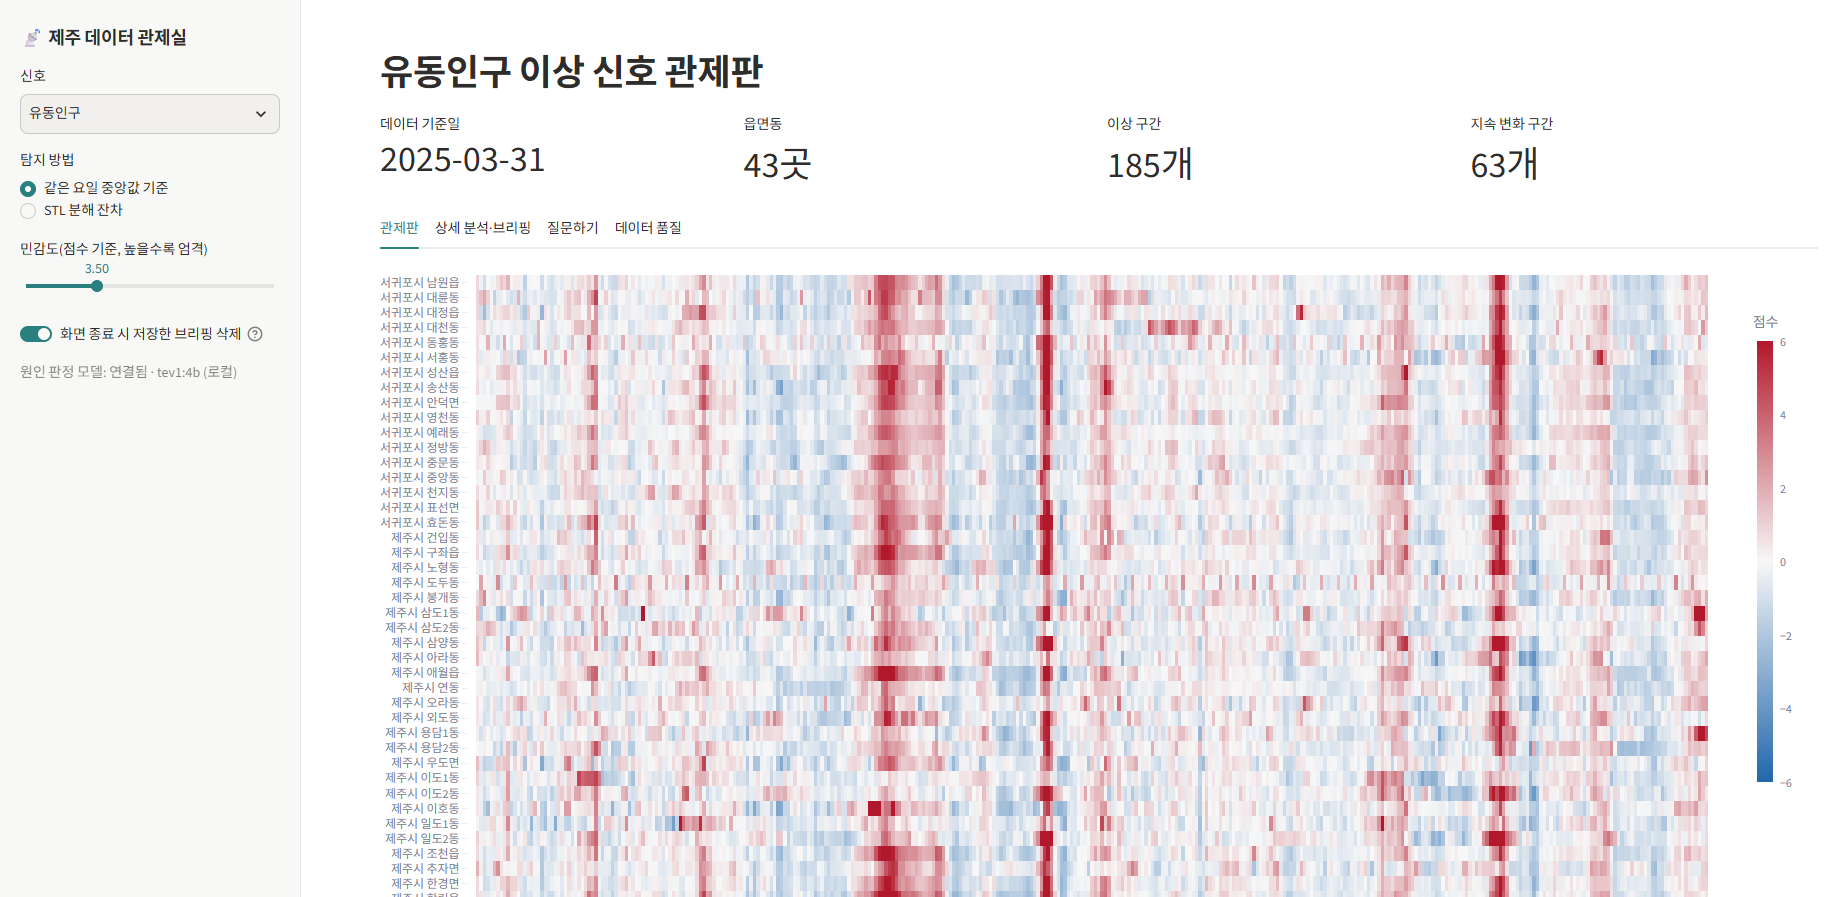 제주 데이터 관제실
신호
유동인구
탐지 방법
같은 요일 중앙값 기준
STL 분해 잔차
민감도(점수 기준, 높을수록 엄격)
3.50
화면 종료 시 저장한 브리핑 삭제
원인 판정 모델: 연결됨 · tev1:4b (로컬)
유동인구 이상 신호 관제판
데이터 기준일
2025-03-31
읍면동
43곳
이상 구간
185개
지속 변화 구간
63개
관제판 상세 분석·브리핑 질문하기 데이터 품질
서귀포시 남원읍
서귀포시 대륜동
서귀포시 대정읍
서귀포시 대천동
서귀포시 동홍동
서귀포시 서홍동
서귀포시 성산읍
서귀포시 송산동
서귀포시 안덕면
서귀포시 영천동
서귀포시 예래동
서귀포시 정방동
서귀포시 중문동
서귀포시 중앙동
서귀포시 천지동
서귀포시 표선면
서귀포시 효돈동
제주시 건입동
제주시 구좌읍
제주시 노형동
제주시 도두동
제주시 봉개동
제주시 삼도1동
제주시 삼도2동
제주시 삼양동
제주시 아라동
제주시 애월읍
제주시 연동
제주시 오라동
제주시 외도동
제주시 용담1동
제주시 용담2동
제주시 우도면
제주시 이도1동
제주시 이도2동
제주시 이호동
제주시 일도1동
제주시 일도2동
제주시 조천읍
제주시 추자면
제주시 한경면
점수
6
4
2
0
−2
−4
−6